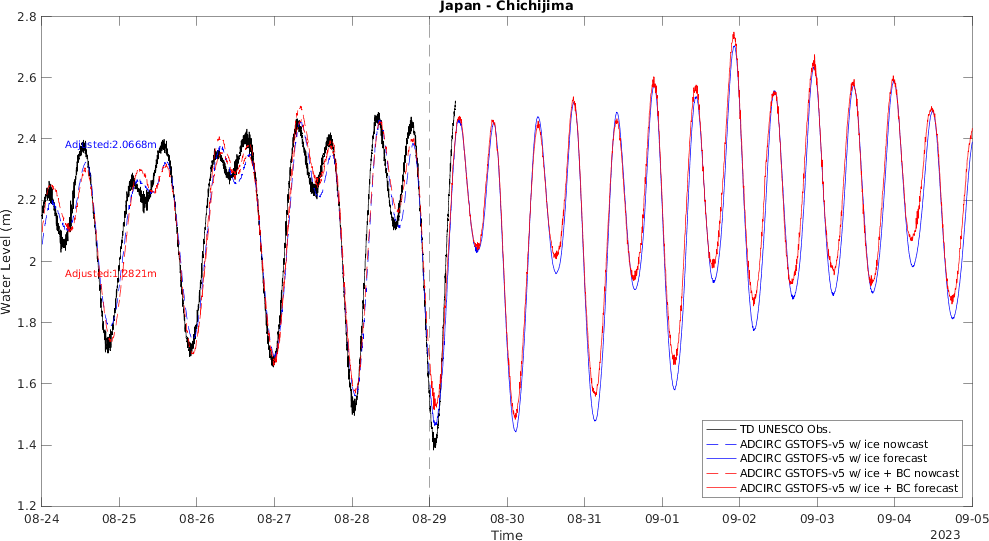 Japan - Chichijima
2.8
2.6
2.4
2.2
2
1.8
1.6
1.4
1.2
Water Level (m)
Adjusted:2.0668m
Adjusted:1.2821m
TD UNESCO Obs.
ADCIRC GSTOFS-v5 w/ ice nowcast
ADCIRC GSTOFS-v5 w/ ice forecast
ADCIRC GSTOFS-v5 w/ ice + BC nowcast
ADCIRC GSTOFS-v5 w/ ice + BC forecast
08-24 08-25 08-26 08-27 08-28 08-29 08-30 08-31 09-01 09-02 09-03 09-04 09-05
Time
2023